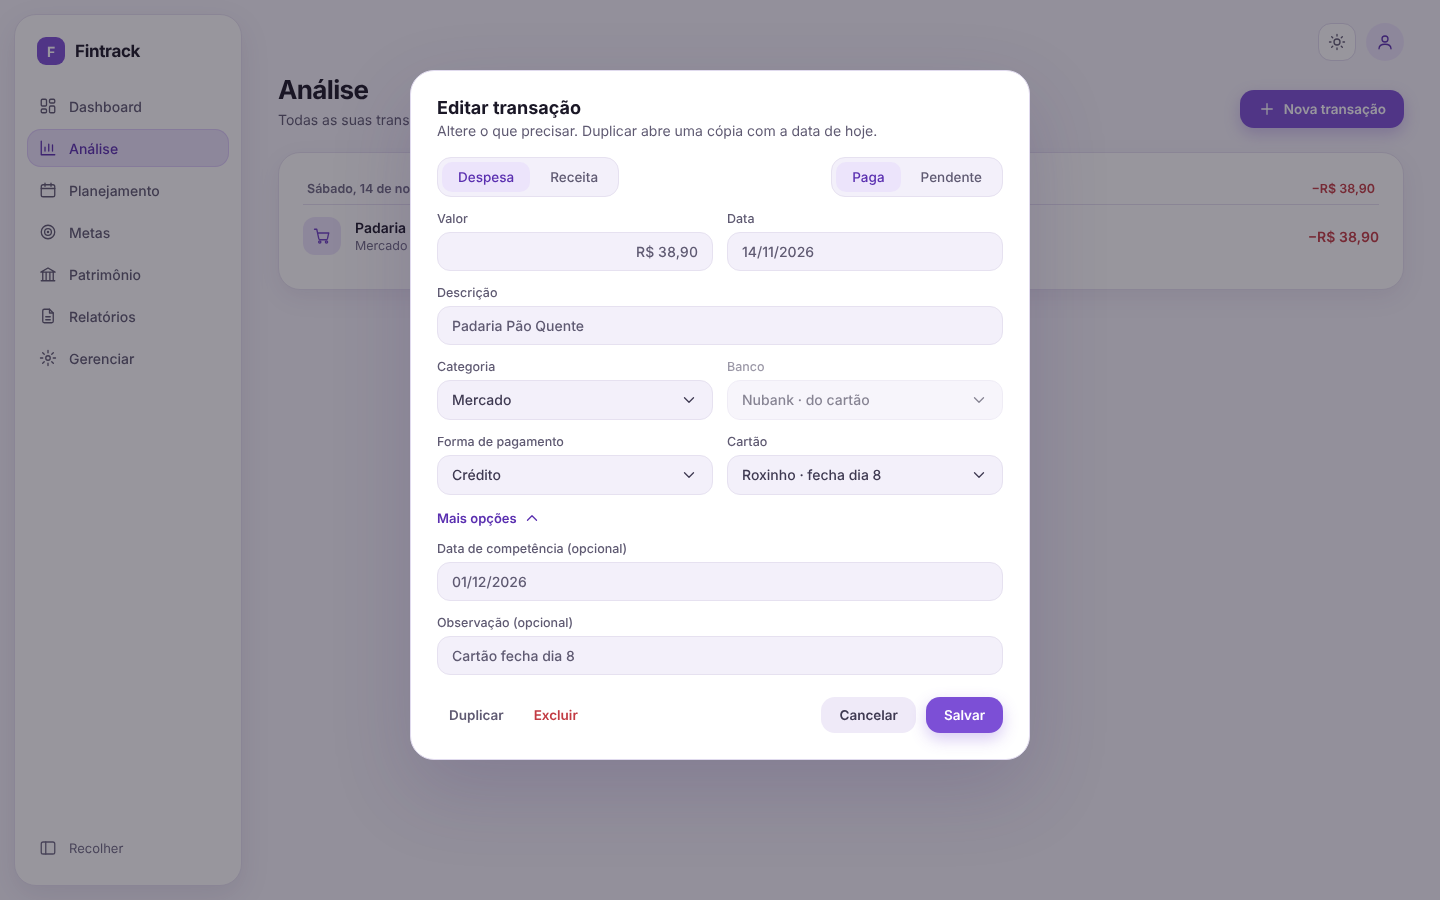 F Fintrack
Dashboard
Análise
Planejamento
Metas
Patrimônio
Relatórios
Gerenciar
Recolher
Análise
Todas as suas trans
Nova transação
Sábado, 14 de no
−R$ 38,90
Padaria
Mercado
−R$ 38,90
Editar transação
Altere o que precisar. Duplicar abre uma cópia com a data de hoje.
Despesa Receita
Paga Pendente
Valor
R$ 38,90
Data
14/11/2026
Descrição
Padaria Pão Quente
Categoria
Mercado
Banco
Nubank · do cartão
Forma de pagamento
Crédito
Cartão
Roxinho · fecha dia 8
Mais opções
Data de competência (opcional)
01/12/2026
Observação (opcional)
Cartão fecha dia 8
Duplicar
Excluir
Cancelar
Salvar